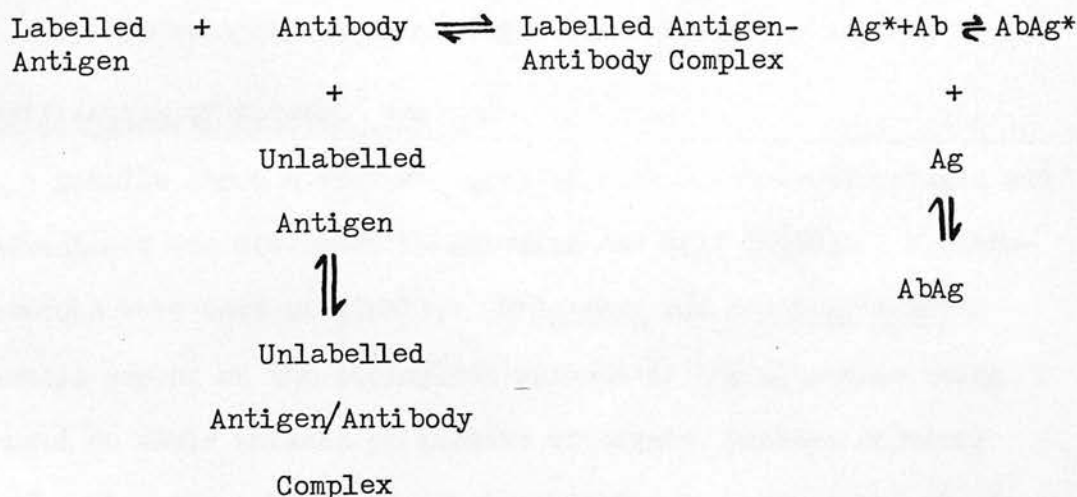 Labelled + Antibody ⇌ Labelled Antigen- Ag*+Ab ⇌ AbAg*
Antigen Antibody Complex
+ +
Unlabelled Ag
Antigen ⇅
⇅ AbAg
Unlabelled
Antigen/Antibody
Complex